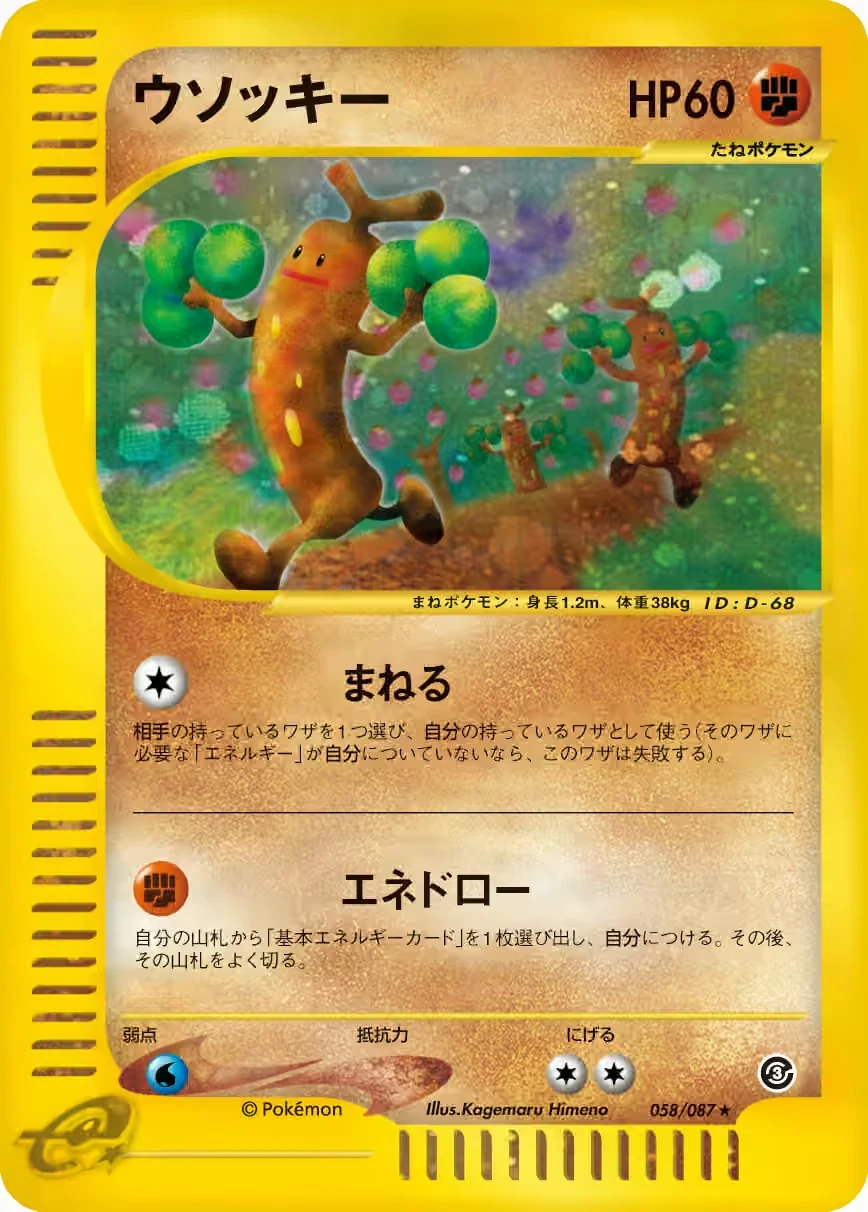 ウソッキー
HP60
たねポケモン
まねポケモン：身長1.2m、体重38kg ID:D-68
まねる
相手の持っているワザを1つ選び、自分の持っているワザとして使う（そのワザに
必要な「エネルギー」が自分についていないなら、このワザは失敗する）。
エネドロー
自分の山札から「基本エネルギーカード」を1枚選び出し、自分につける。その後、
その山札をよく切る。
弱点 抵抗力 にげる
3
© Pokémon Illus.Kagemaru Himeno 058/087★
e